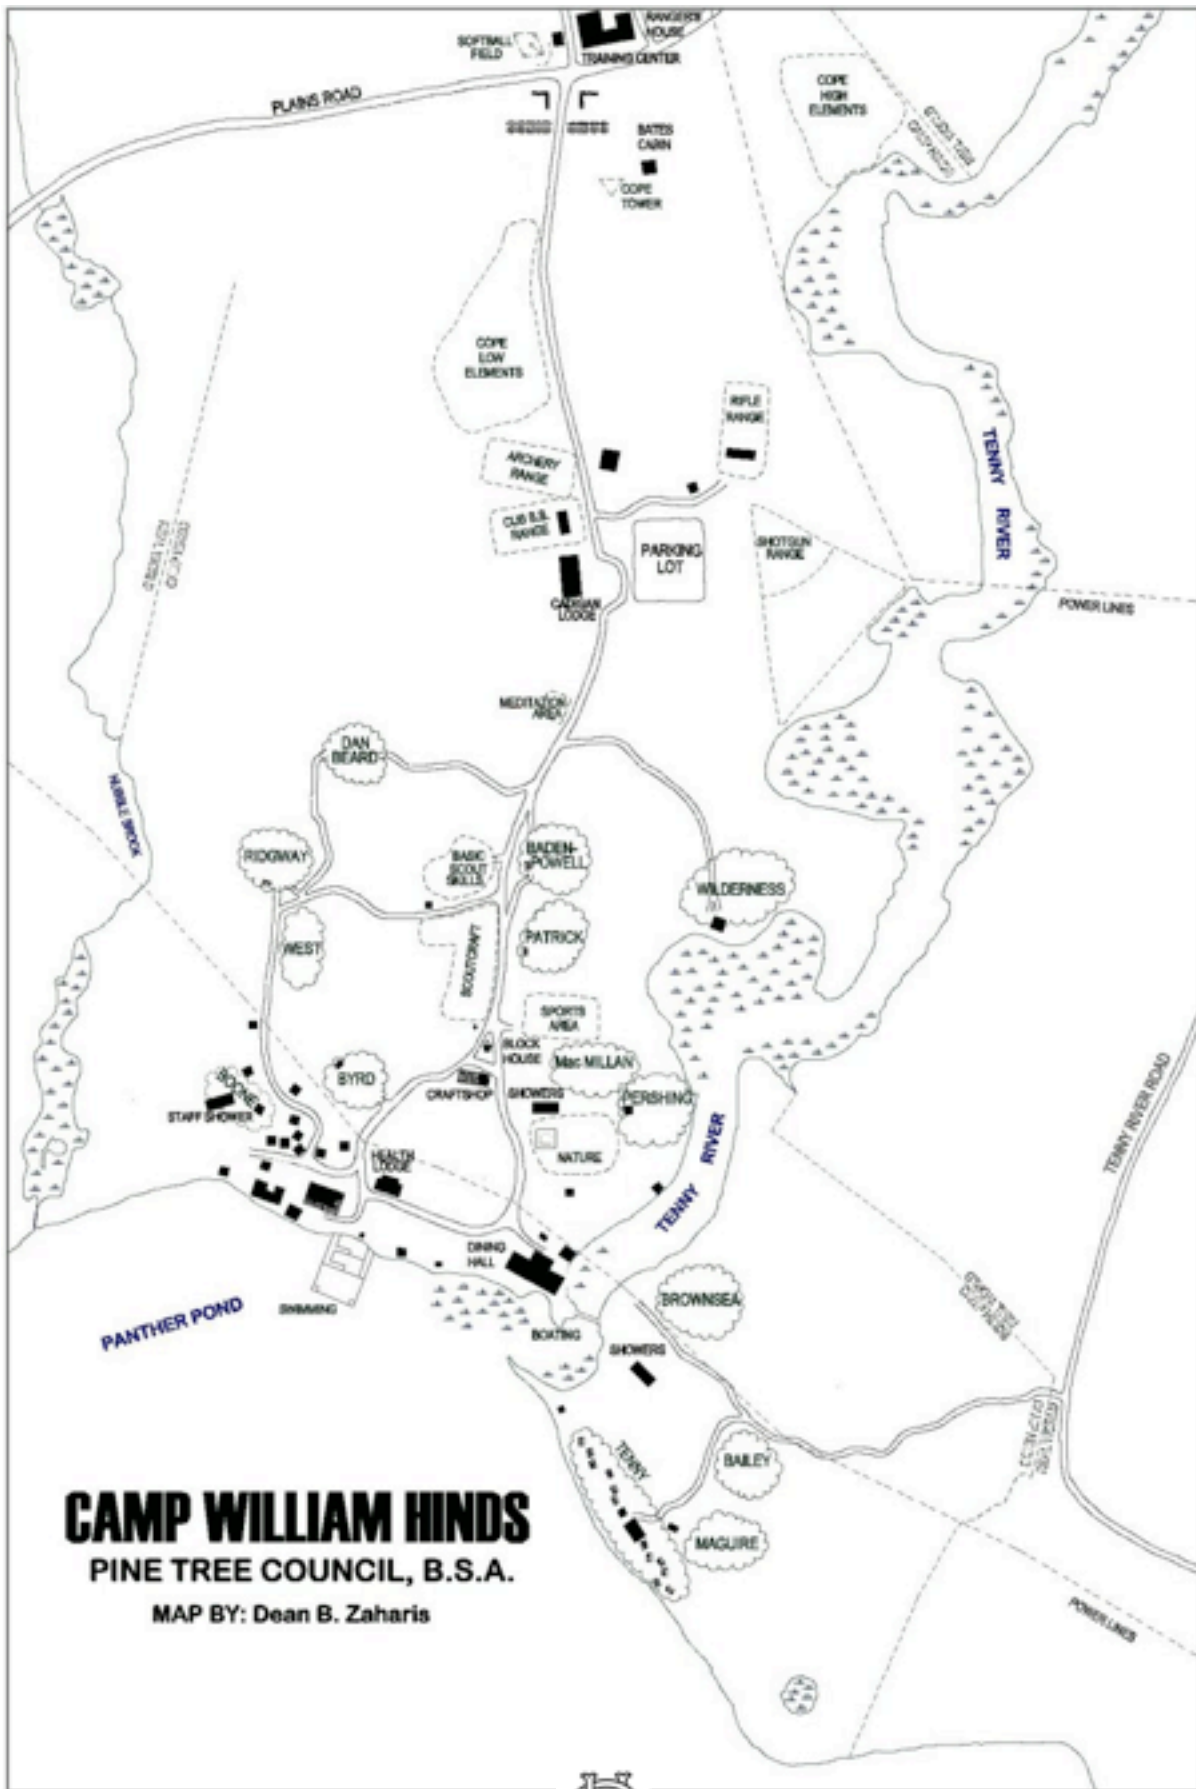 RANGER'S
HOUSE
SOFTBALL
FIELD
TRAINING CENTER
PLAINS ROAD
COPE
HIGH
ELEMENTS
BATES
CABIN
COPE
TOWER
COPE
LOW
ELEMENTS
RIFLE
RANGE
TENNY RIVER
ARCHERY
RANGE
CUB B.B.
RANGE
PARKING
LOT
SHOTGUN
RANGE
LODGE
POWER LINES
MEDITATION
AREA
DAN
BEARD
BASIC
SCOUT
SKILLS
BADEN-
POWELL
RIDGWAY
WILDERNESS
WEST
PATRICK
SCOUTCRAFT
SPORTS
AREA
BLOCK
HOUSE
Mac MILLAN
BYRD
BOONE
CRAFTSHOP
SHOWERS
PERSHING
STAFF SHOWER
TENNY RIVER ROAD
HEALTH
LODGE
NATURE
TENNY RIVER
DINING
HALL
BROWNSEA
SWIMMING
PANTHER POND
BOATING
SHOWERS
TENNY
BAILEY
MAGUIRE
CAMP WILLIAM HINDS
PINE TREE COUNCIL, B.S.A.
MAP BY: Dean B. Zaharis
POWER LINES